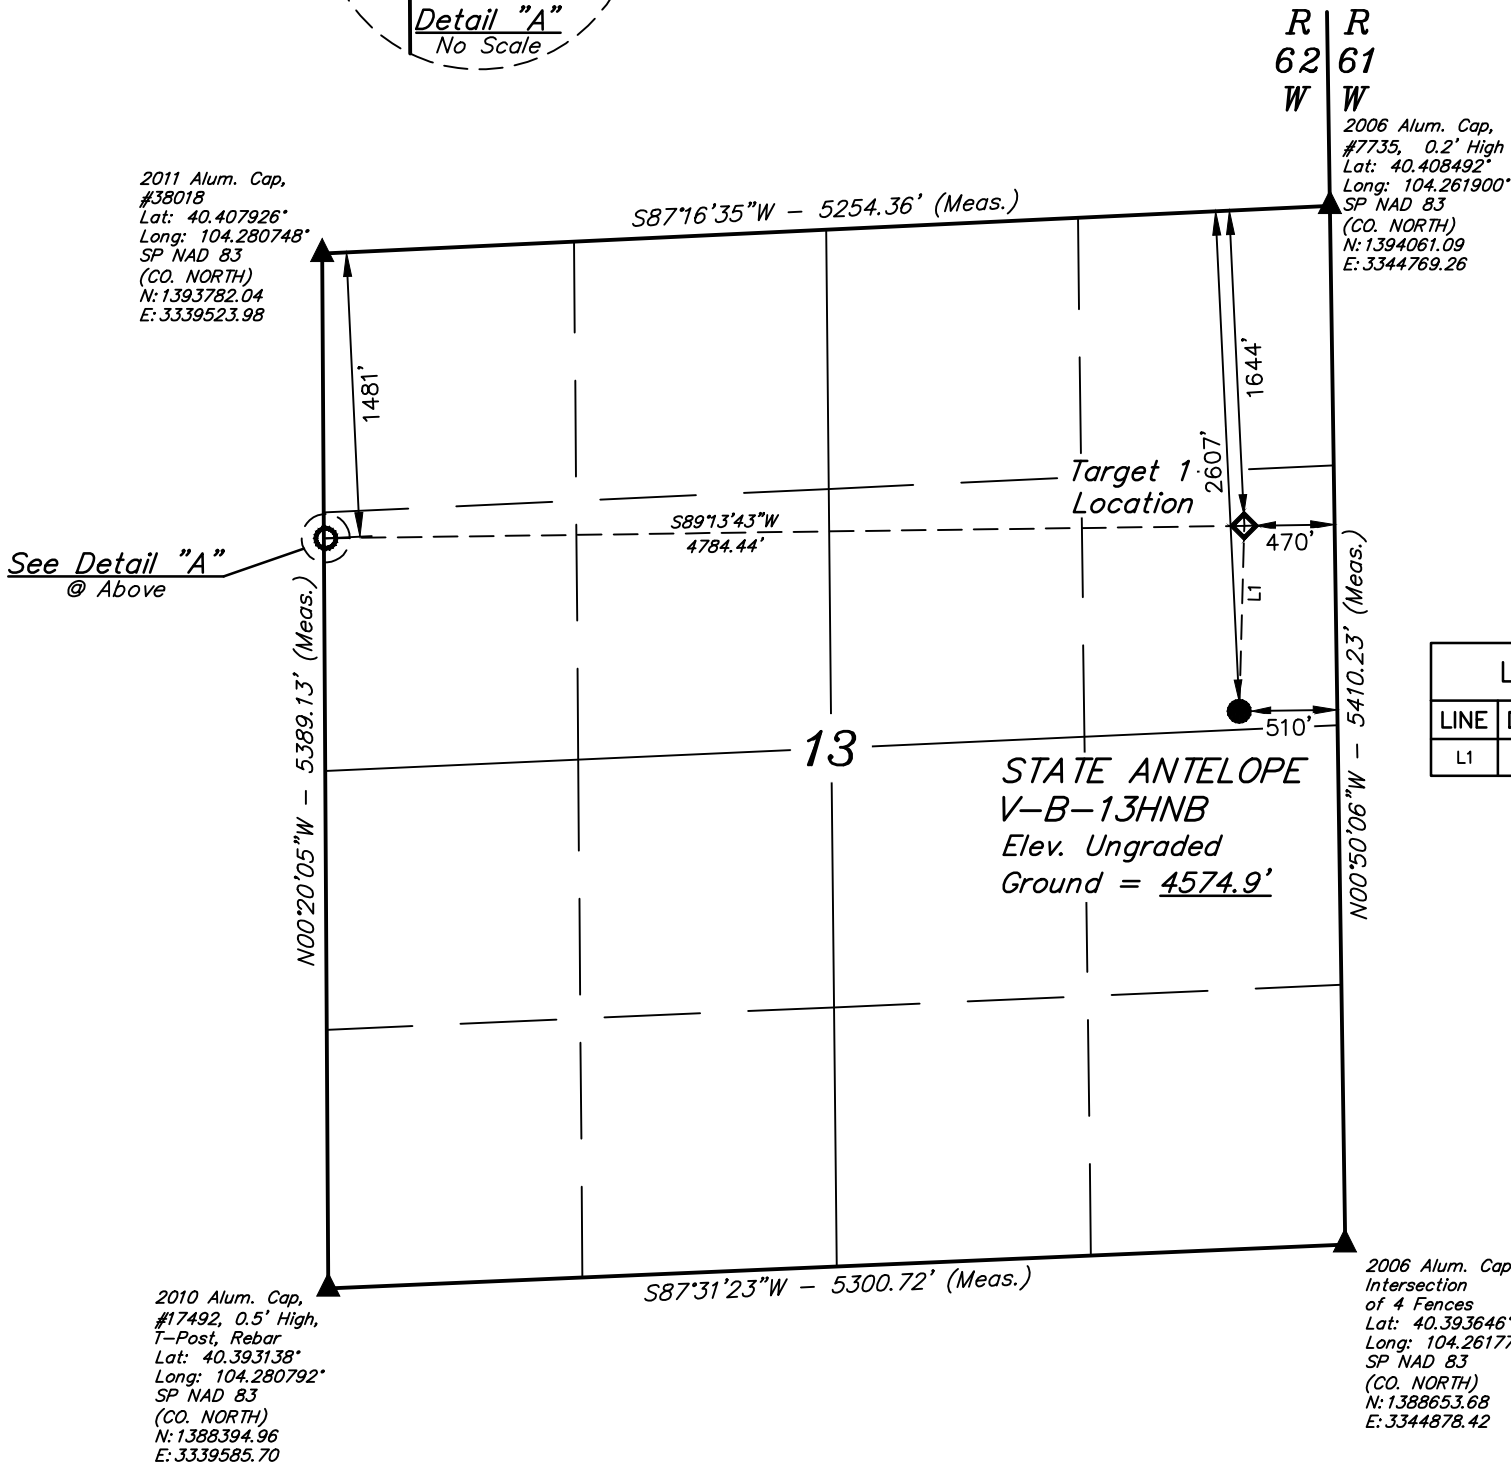 Detail "A"
No Scale
R R
62 61
W W
2006 Alum. Cap,
#7735, 0.2' High
Lat: 40.408492°
Long: 104.261900°
SP NAD 83
(CO. NORTH)
N:1394061.09
E:3344769.26
2011 Alum. Cap,
#38018
Lat: 40.407926°
Long: 104.280748°
SP NAD 83
(CO. NORTH)
N:1393782.04
E:3339523.98
S87°16'35"W – 5254.36' (Meas.)
1481'
1644'
2607'
Target 1
Location
S89°13'43"W
4784.44'
470'
L1
See Detail "A"
@ Above
N00°20'05"W – 5389.13' (Meas.)
N00°50'06"W – 5410.23' (Meas.)
510'
13
STATE ANTELOPE
V-B-13HNB
Elev. Ungraded
Ground = 4574.9'
L
LINE
L1
S87°31'23"W – 5300.72' (Meas.)
2010 Alum. Cap,
#17492, 0.5' High,
T-Post, Rebar
Lat: 40.393138°
Long: 104.280792°
SP NAD 83
(CO. NORTH)
N:1388394.96
E:3339585.70
2006 Alum. Cap
Intersection
of 4 Fences
Lat: 40.393646°
Long: 104.26177
SP NAD 83
(CO. NORTH)
N:1388653.68
E:3344878.42